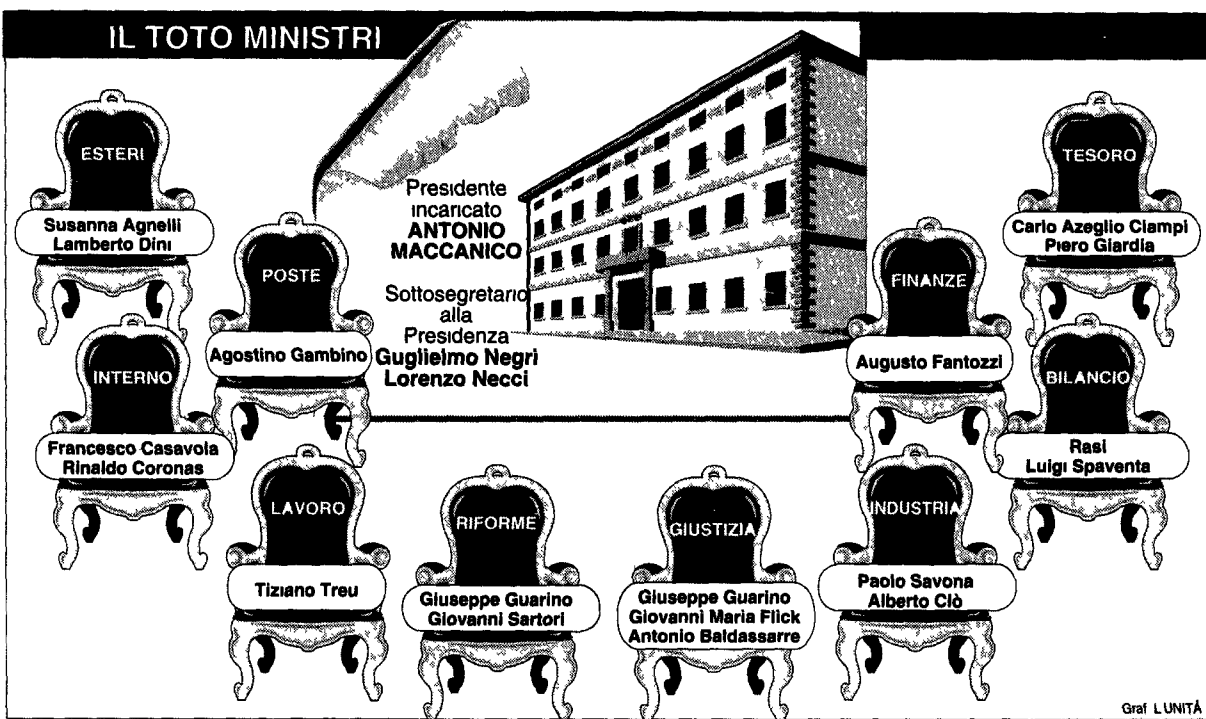 IL TOTO MINISTRI
Presidente
incaricato
ANTONIO
MACCANICO
Sottosegretario
alla
Presidenza
Guglielmo Negri
Lorenzo Necci
ESTERI
Susanna Agnelli
Lamberto Dini
POSTE
Agostino Gambino
INTERNO
Francesco Casavola
Rinaldo Coronas
LAVORO
Tiziano Treu
RIFORME
Giuseppe Guarino
Giovanni Sartori
GIUSTIZIA
Giuseppe Guarino
Giovanni Maria Flick
Antonio Baldassarre
INDUSTRIA
Paolo Savona
Alberto Clò
FINANZE
Augusto Fantozzi
TESORO
Carlo Azeglio Ciampi
Piero Giardia
BILANCIO
Rasi
Luigi Spaventa
Graf L UNITÁ